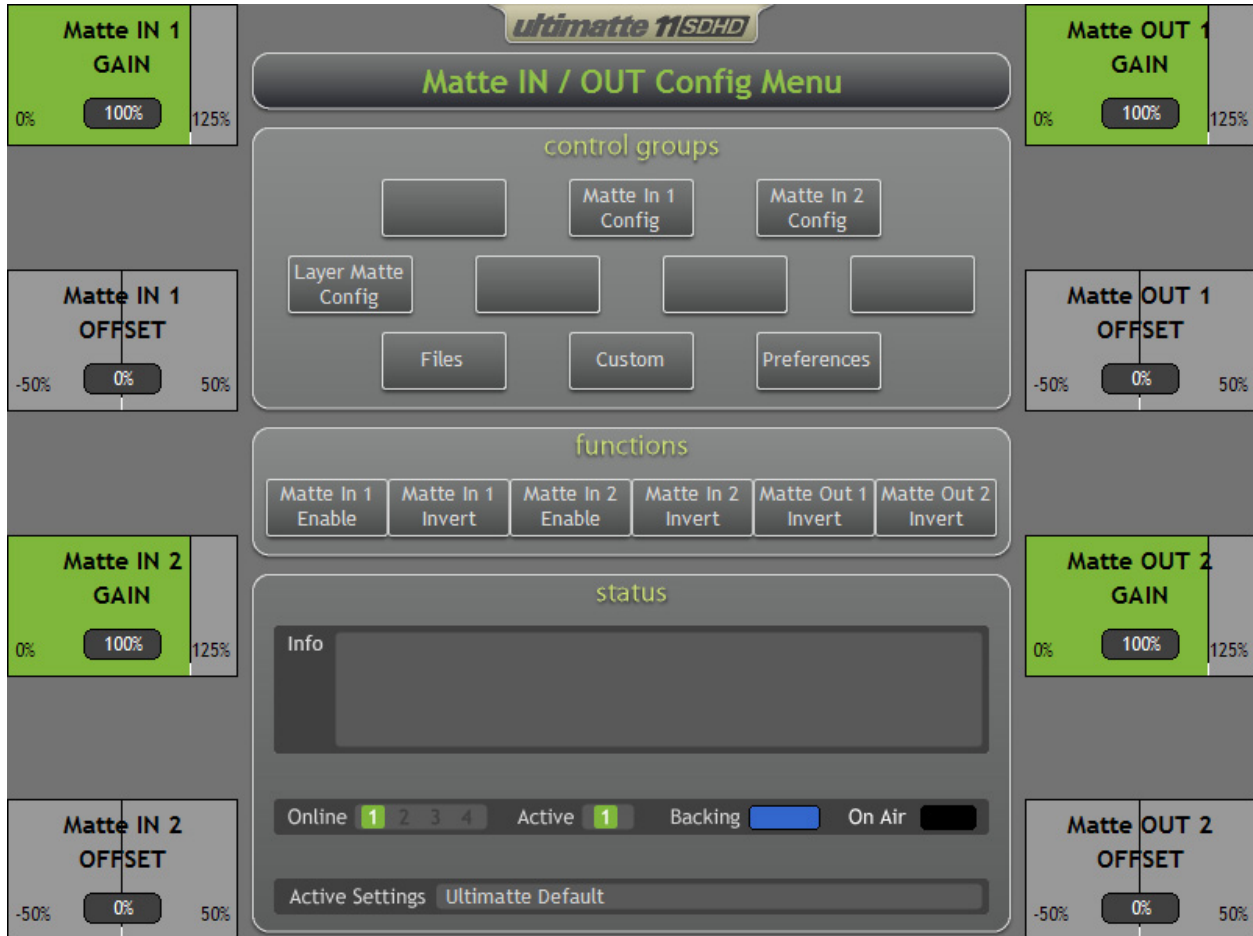 ultimatte 11 SDHD
Matte IN / OUT Config Menu
Matte IN 1
GAIN
0%
100%
125%
Matte IN 1
OFFSET
-50%
0%
50%
Matte IN 2
GAIN
0%
100%
125%
Matte IN 2
OFFSET
-50%
0%
50%
control groups
Matte In 1
Config
Matte In 2
Config
Layer Matte
Config
Files
Custom
Preferences
functions
Matte In 1
Enable
Matte In 1
Invert
Matte In 2
Enable
Matte In 2
Invert
Matte Out 1
Invert
Matte Out 2
Invert
status
Info
Online 1 2 3 4 Active 1 Backing On Air
Active Settings Ultimatte Default
Matte OUT 1
GAIN
0%
100%
125%
Matte OUT 1
OFFSET
-50%
0%
50%
Matte OUT 2
GAIN
0%
100%
125%
Matte OUT 2
OFFSET
-50%
0%
50%